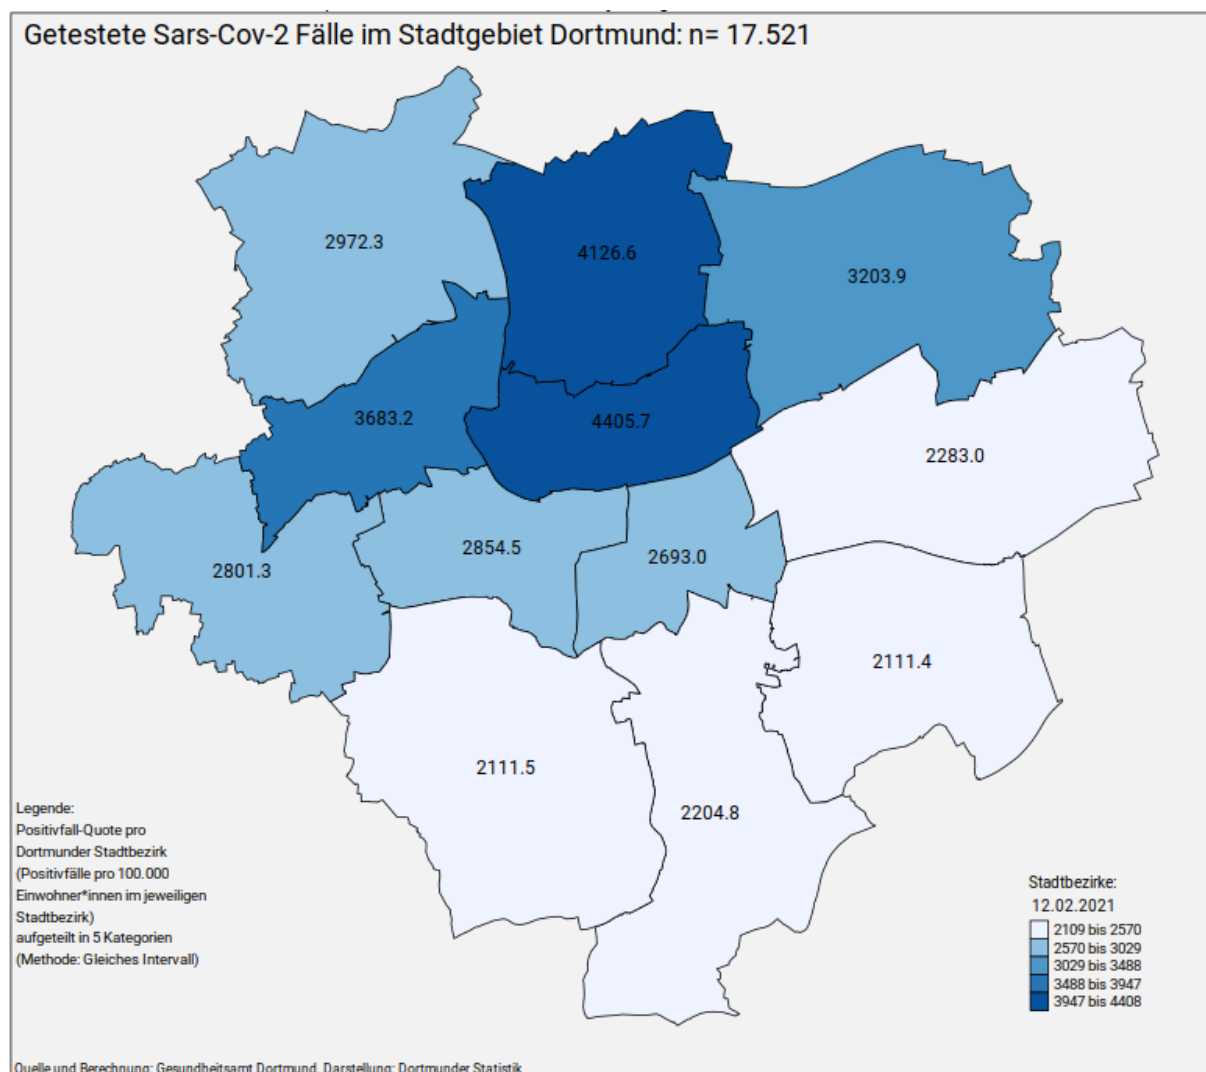 Getestete Sars-Cov-2 Fälle im Stadtgebiet Dortmund: n= 17.521
2972.3
4126.6
3203.9
3683.2
4405.7
2283.0
2854.5
2693.0
2801.3
2111.4
2111.5
2204.8
Legende:
Positivfall-Quote pro
Dortmunder Stadtbezirk
(Positivfälle pro 100.000
Einwohner*innen im jeweiligen
Stadtbezirk)
aufgeteilt in 5 Kategorien
(Methode: Gleiches Intervall)
Stadtbezirke:
12.02.2021
2109 bis 2570
2570 bis 3029
3029 bis 3488
3488 bis 3947
3947 bis 4408
Quelle und Berechnung: Gesundheitsamt Dortmund, Darstellung: Dortmunder Statistik